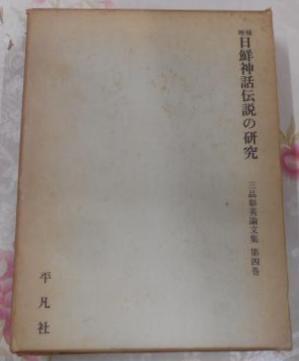 増補
日鮮神話伝説の研究
三品彰英論文集 第四巻
平凡社